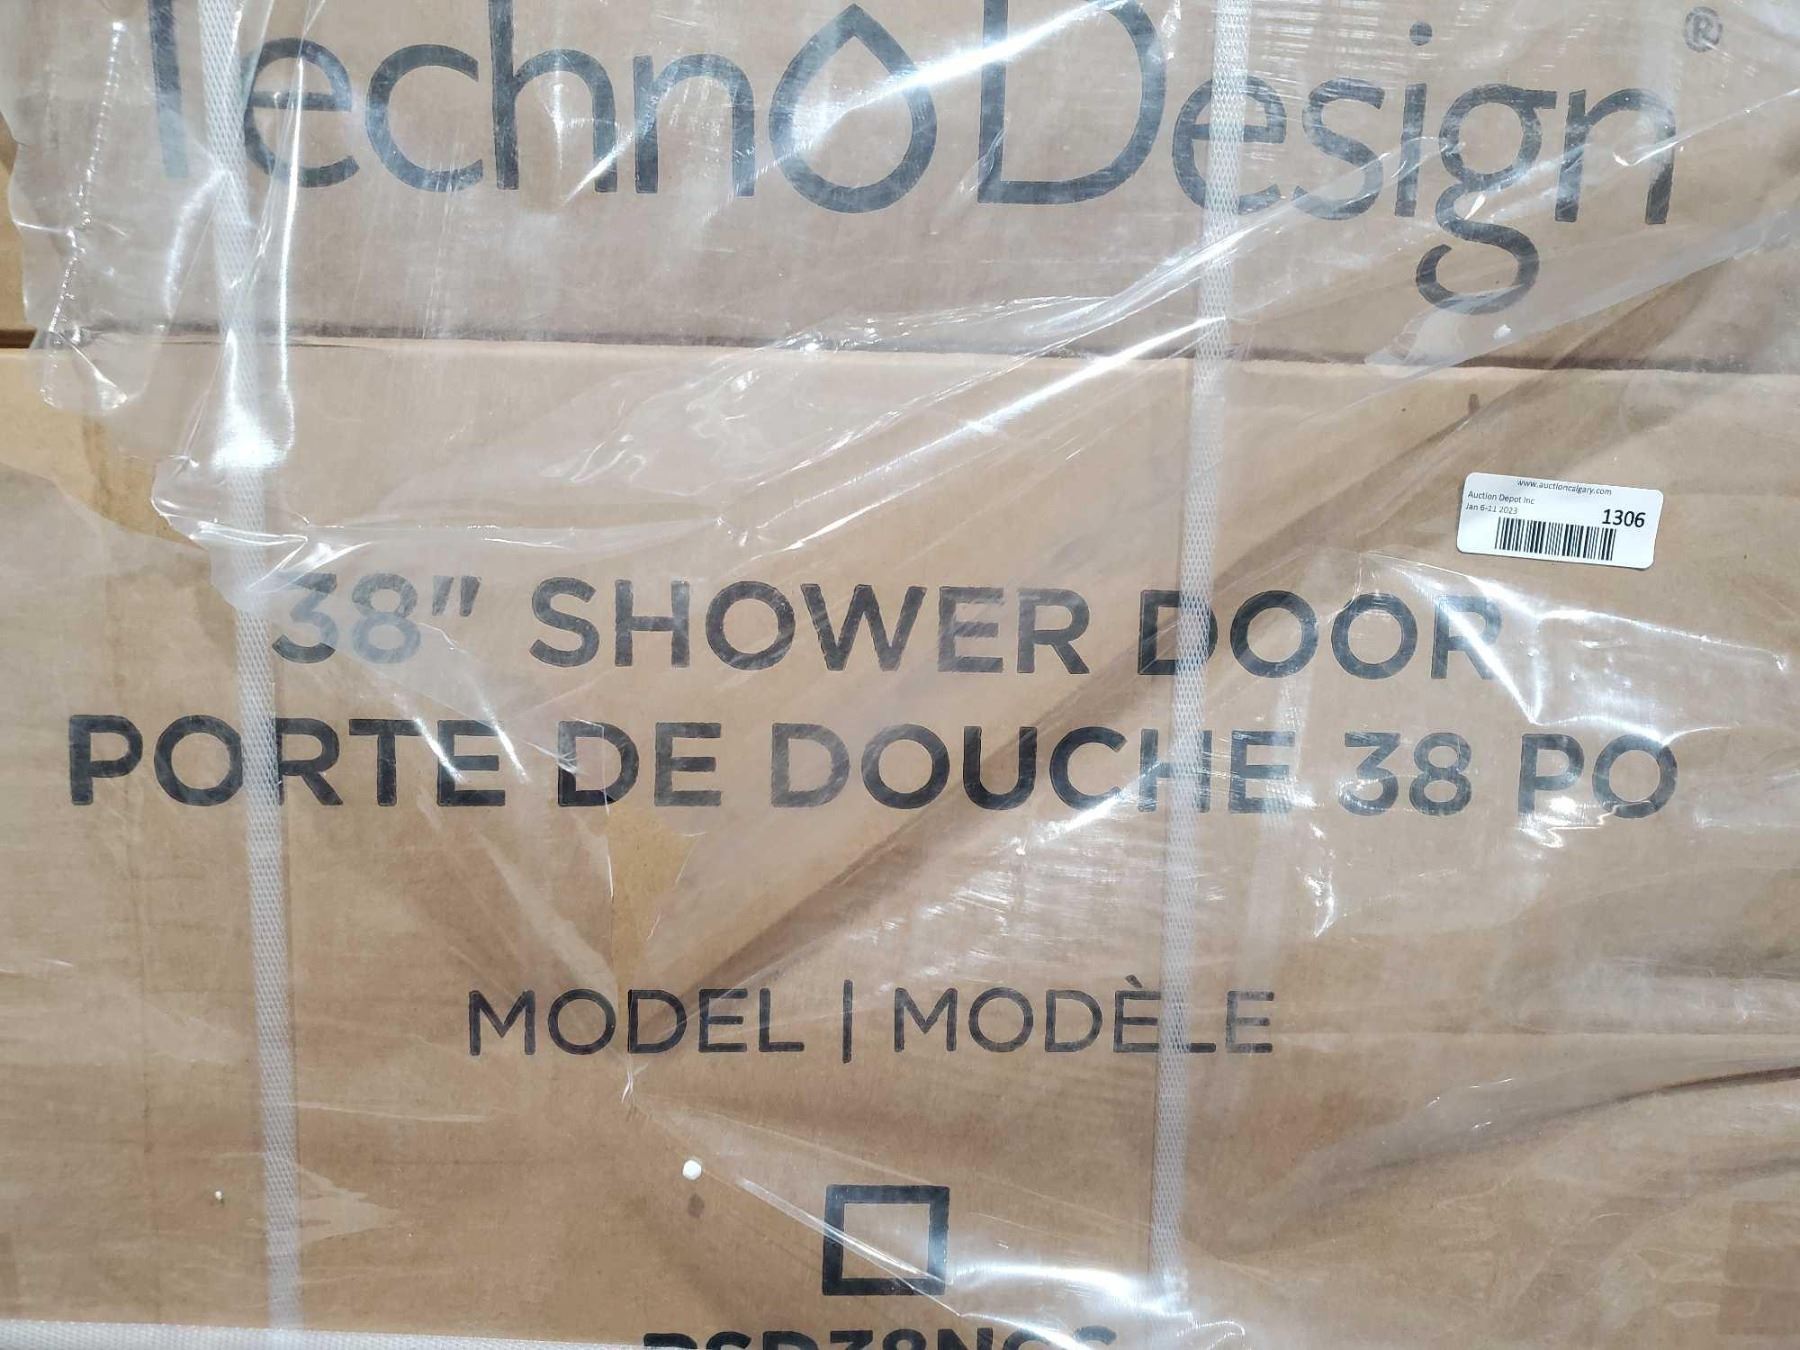 TechnoDesign®
www.auctioncalgary.com
Auction Depot Inc
Jan 6-11 2023
1306
38" SHOWER DOOR
PORTE DE DOUCHE 38 PO
MODEL | MODÈLE